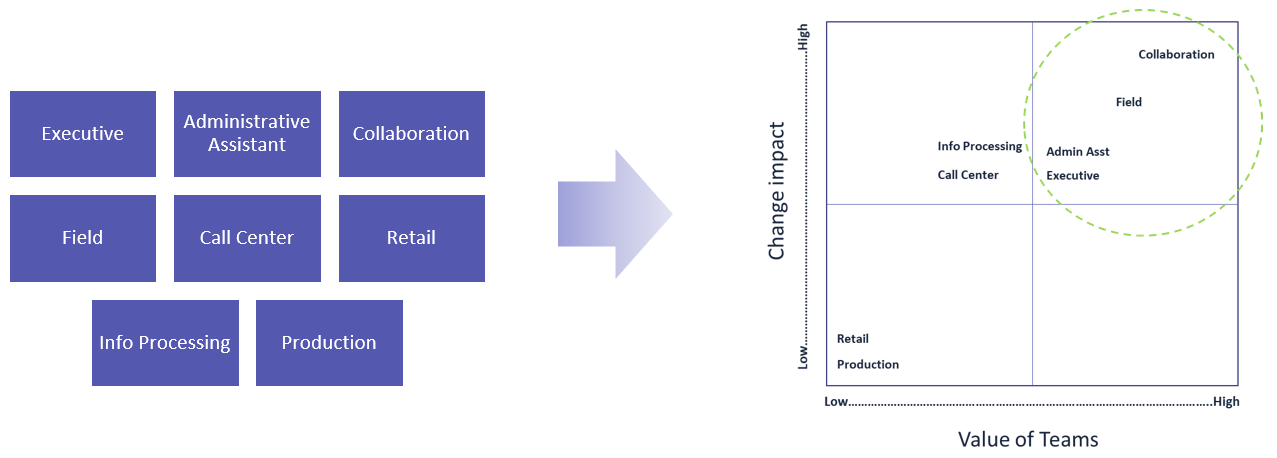 Executive
Administrative
Assistant
Collaboration
Field
Call Center
Retail
Info Processing
Production
Change impact
Low……………………………………………………High
Collaboration
Field
Info Processing
Admin Asst
Call Center
Executive
Retail
Production
Low………………………………………………………………………………………………High
Value of Teams